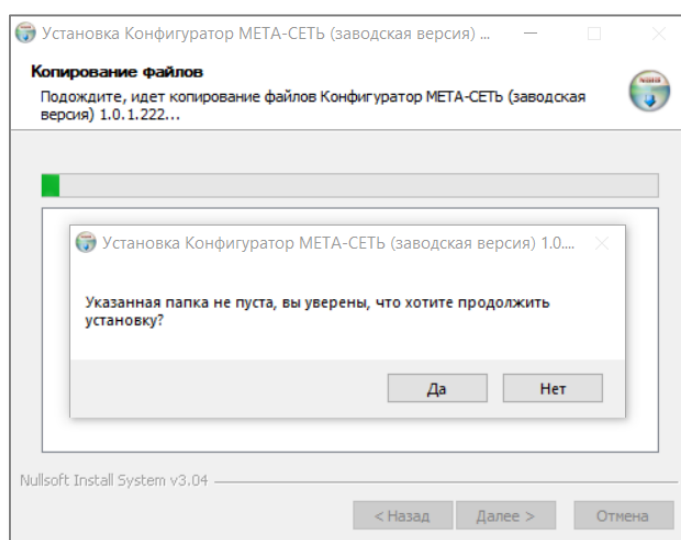 Установка Конфигуратор МЕТА-СЕТЬ (заводская версия) ...
Копирование файлов
Подождите, идет копирование файлов Конфигуратор МЕТА-СЕТЬ (заводская
версия) 1.0.1.222...
Установка Конфигуратор МЕТА-СЕТЬ (заводская версия) 1.0....
Указанная папка не пуста, вы уверены, что хотите продолжить
установку?
Да
Нет
Nullsoft Install System v3.04
< Назад
Далее >
Отмена